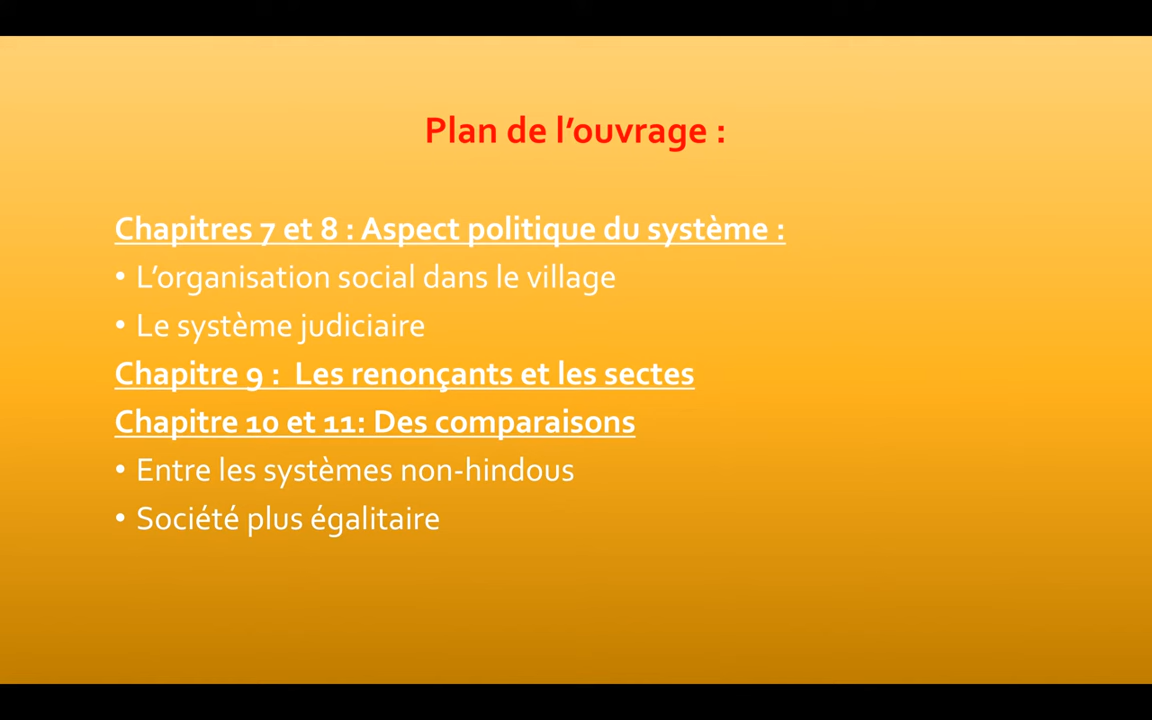 Plan de l’ouvrage :
Chapitres 7 et 8 : Aspect politique du système :
• L’organisation social dans le village
• Le système judiciaire
Chapitre 9 :  Les renonçants et les sectes
Chapitre 10 et 11: Des comparaisons
• Entre les systèmes non-hindous
• Société plus égalitaire